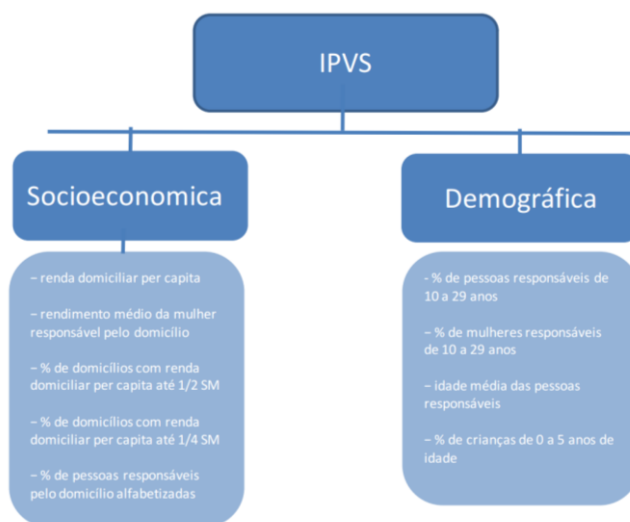 IPVS
Socioeconomica
– renda domiciliar per capita
– rendimento médio da mulher
responsável pelo domicílio
– % de domicílios com renda
domiciliar per capita até 1/2 SM
– % de domicílios com renda
domiciliar per capita até 1/4 SM
– % de pessoas responsáveis
pelo domicílio alfabetizadas
Demográfica
- % de pessoas responsáveis de
10 a 29 anos
– % de mulheres responsáveis
de 10 a 29 anos
– idade média das pessoas
responsáveis
– % de crianças de 0 a 5 anos de
idade